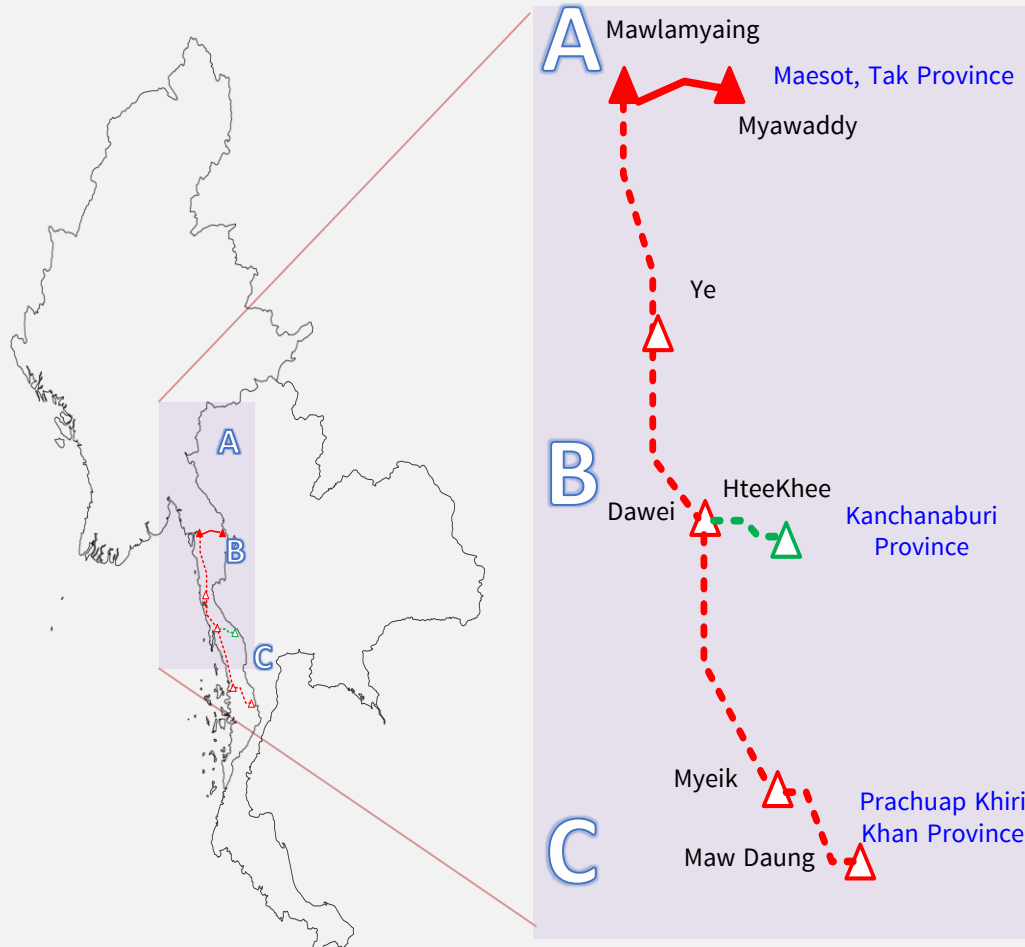 A
Mawlamyaing
Maesot, Tak Province
Myawaddy
Ye
B
HteeKhee
Dawei
Kanchanaburi
Province
Myeik
Prachuap Khiri
Khan Province
Maw Daung
C
A
B
C